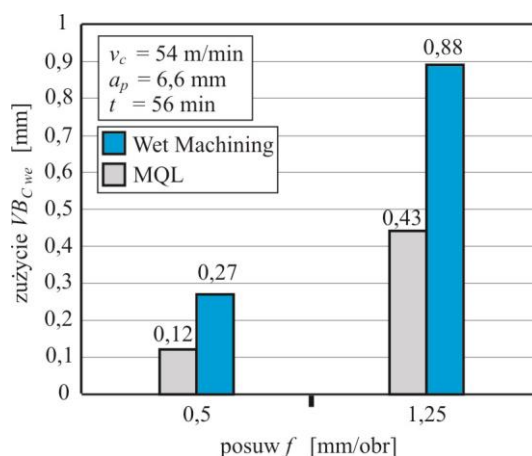 1
0,9
0,8
0,7
0,6
0,5
0,4
0,3
0,2
0,1
0
zużycie VB_C we [mm]
v_c = 54 m/min
a_p = 6,6 mm
t = 56 min
Wet Machining
MQL
0,12
0,27
0,43
0,88
0,5
1,25
posuw f [mm/obr]